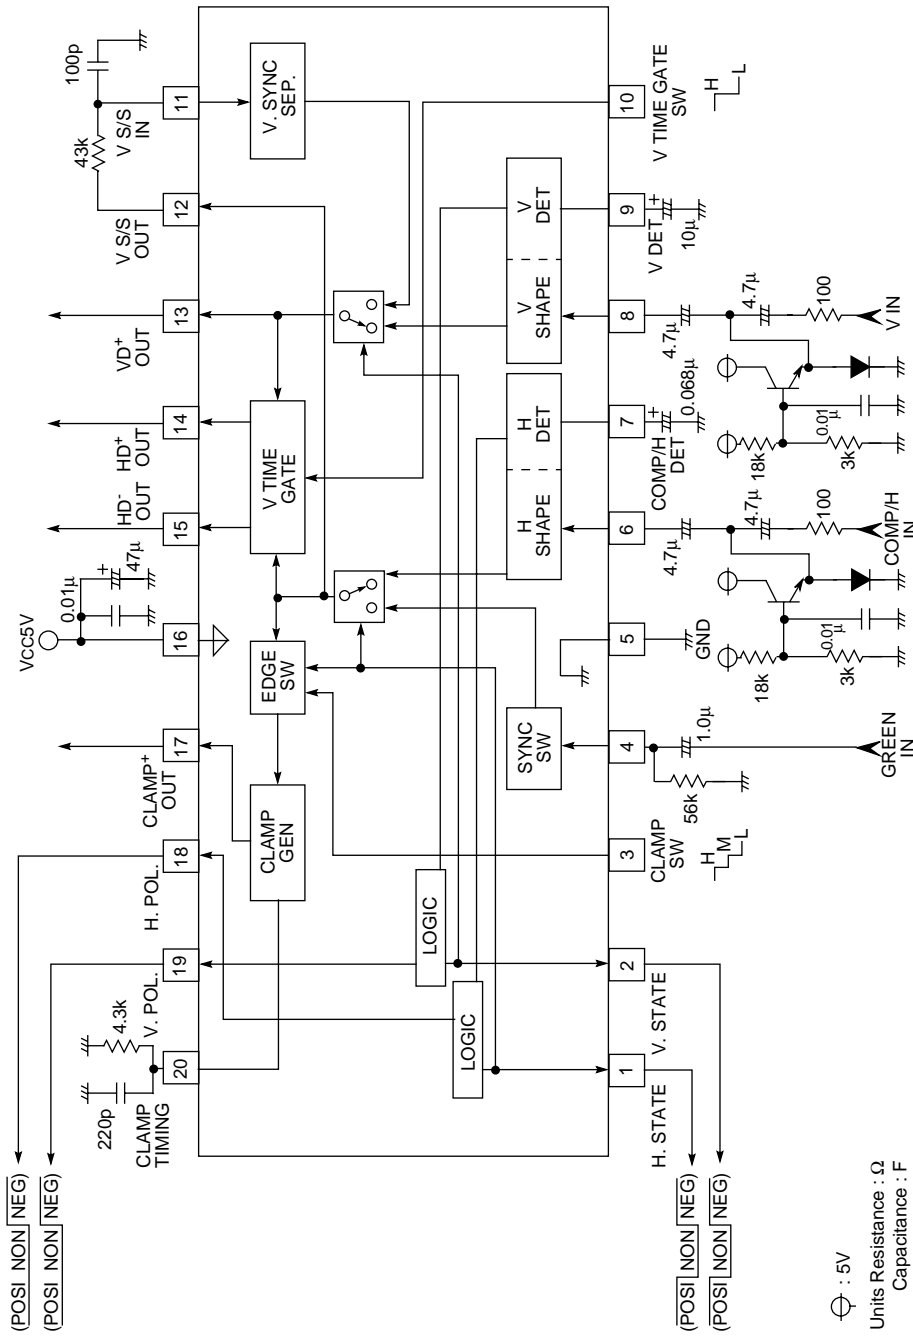 (POSI NON NEG)
(POSI NON NEG)
220p
4.3k
CLAMP
TIMING
V. POL.
H. POL.
CLAMP+
OUT
VCC5V
0.01µ
47µ
+
HD-
OUT
HD+
OUT
VD+
OUT
V S/S
OUT
43k
V S/S
IN
100p
20
19
18
17
16
15
14
13
12
11
CLAMP
GEN
EDGE
SW
V TIME
GATE
V. SYNC
SEP.
LOGIC
LOGIC
SYNC
SW
H
SHAPE
H
DET
V
SHAPE
V
DET
1
2
3
4
5
6
7
8
9
10
H. STATE
V. STATE
CLAMP
SW
H
M
L
56k
1.0µ
GREEN
IN
GND
4.7µ
18k
3k
0.01
µ
4.7µ
100
COMP/H
IN
COMP/H
DET
+
0.068µ
4.7µ
18k
3k
0.01
µ
4.7µ
100
V IN
V DET
+
10µ
V TIME GATE
SW
H
L
(POSI NON NEG)
(POSI NON NEG)
: 5V
Units Resistance : Ω
Capacitance : F